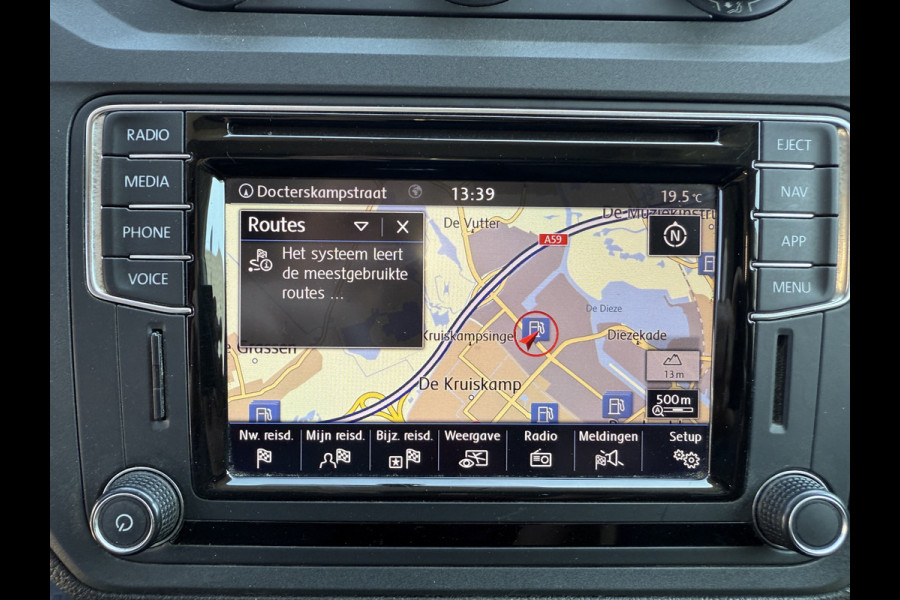 RADIO
MEDIA
PHONE
VOICE
EJECT
NAV
APP
MENU
Docterskampstraat
13:39
19.5 °C
Routes
Het systeem leert
de meestgebruikte
routes ...
De Vutter
A59
N
De Dieze
Kruiskampsinge
Diezekade
De Kruiskamp
13 m
500 m
Nw. reisd.
Mijn reisd.
Bijz. reisd.
Weergave
Radio
Meldingen
Setup